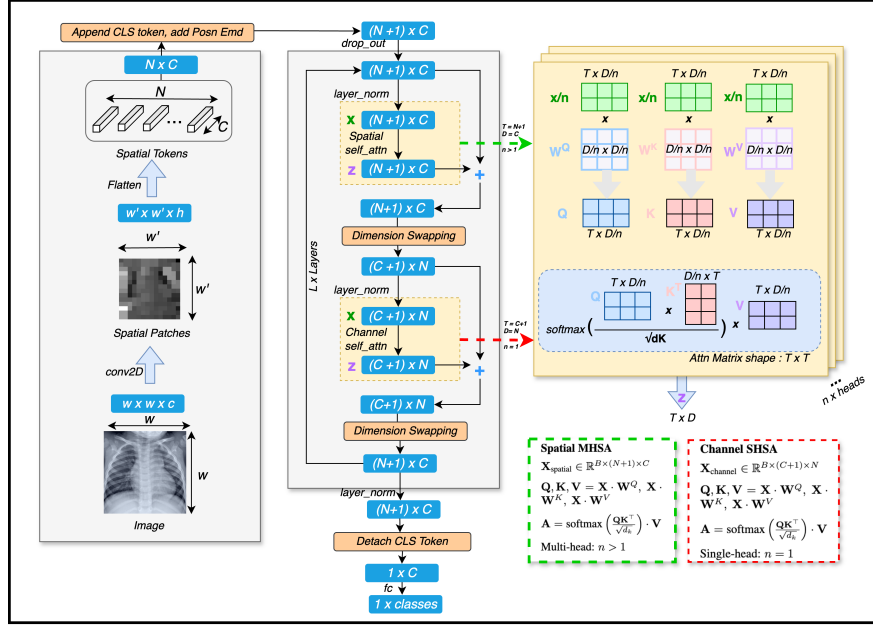 Append CLS token, add Posn Emd
N x C
N
C
Spatial Tokens
Flatten
w' x w' x h
w'
w'
Spatial Patches
conv2D
w x w x c
w
w
Image
(N +1) x C
drop_out
(N +1) x C
layer_norm
x (N +1) x C
Spatial
self_attn
z (N +1) x C
+
(N+1) x C
Dimension Swapping
(C +1) x N
layer_norm
x (C +1) x N
Channel
self_attn
z (C +1) x N
+
(C+1) x N
Dimension Swapping
(N+1) x C
L x Layers
layer_norm
(N+1) x C
Detach CLS Token
1 x C
fc
1 x classes
T = N+1
D = C
n > 1
T = C+1
D= N
n = 1
T x D/n T x D/n T x D/n
x/n x/n x/n
x x x
W^Q D/n x D/n W^K D/n x D/n W^V D/n x D/n
Q K V
T x D/n T x D/n T x D/n
T x D/n D/n x T T x D/n
Q x K^T V
softmax ( ) x
√dK
Attn Matrix shape : T x T
...
n x heads
z
T x D
Spatial MHSA
X_spatial ∈ ℝ^{B×(N+1)×C}
Q, K, V = X · W^Q, X ·
W^K, X · W^V
A = softmax (QK^⊤/√d_k) · V
Multi-head: n > 1
Channel SHSA
X_channel ∈ ℝ^{B×(C+1)×N}
Q, K, V = X · W^Q, X ·
W^K, X · W^V
A = softmax (QK^⊤/√d_k) · V
Single-head: n = 1